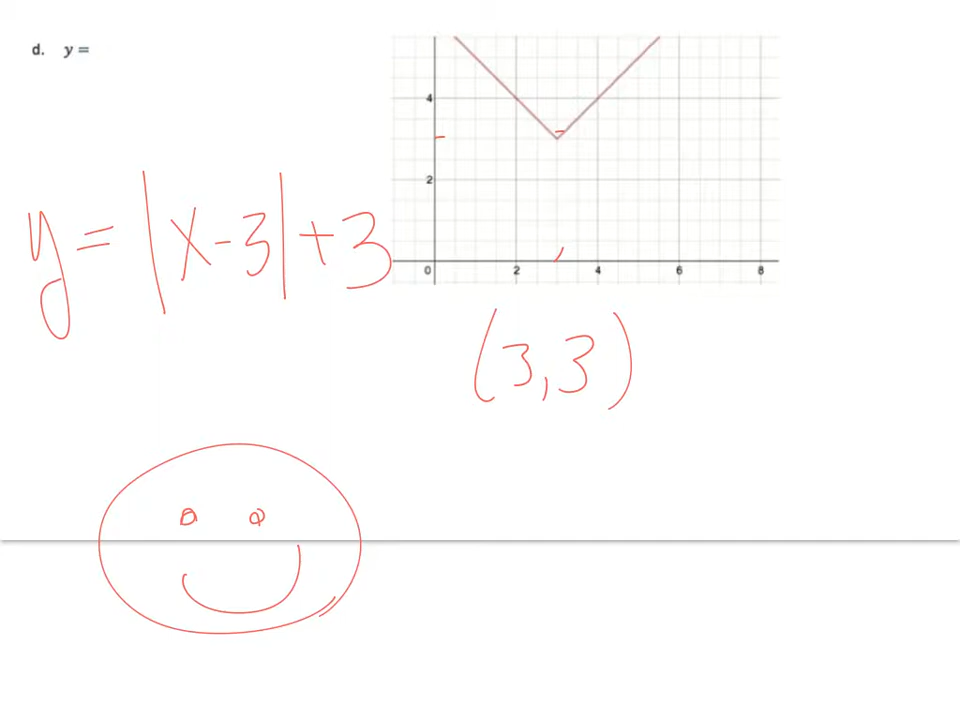 d. y =
4
2
0 2 4 6 8
y = |x - 3| + 3
(3,3)